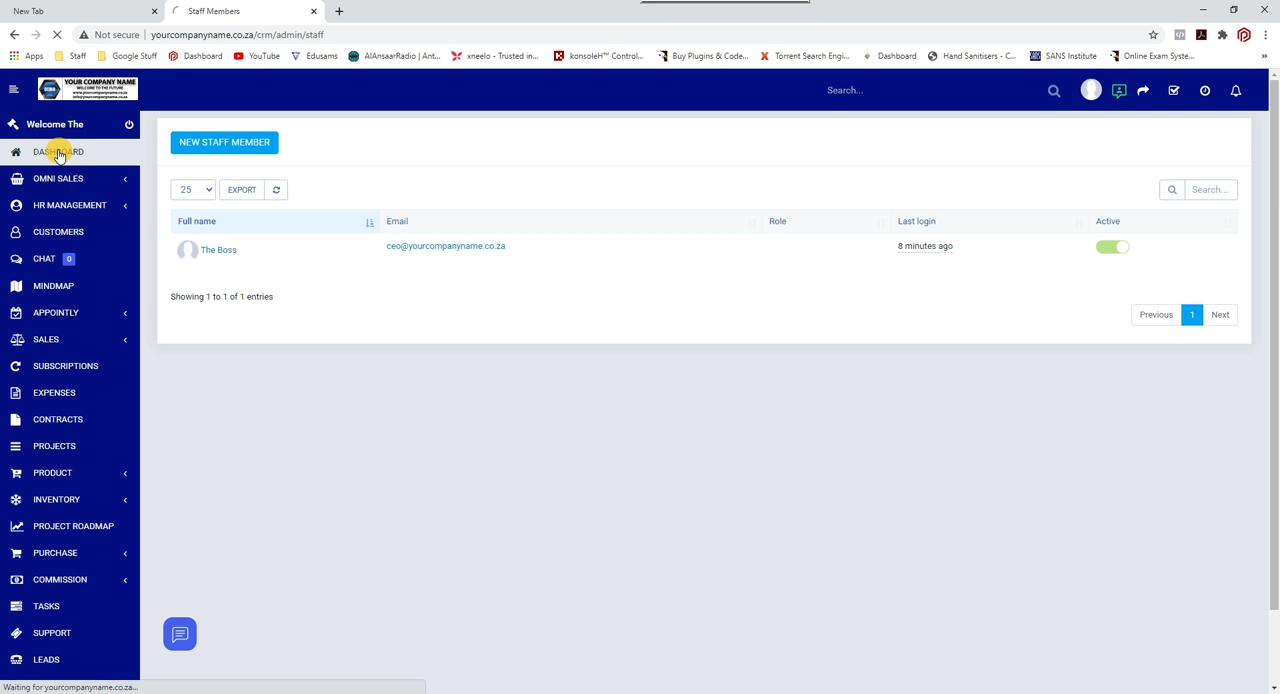 New Tab
Staff Members
Not secure | yourcompanyname.co.za/crm/admin/staff
Apps Staff Google Stuff Dashboard YouTube Edusams AlAnsaarRadio | Ant... xneelo - Trusted in... konsoleH™ Control... Buy Plugins & Code... Torrent Search Engi... Dashboard Hand Sanitisers - C... SANS Institute Online Exam Syste... »
YOUR COMPANY NAME
WELCOME TO THE FUTURE
www.yourcompanyname.co.za
info@yourcompanyname.co.za
Search...
Welcome The
DASHBOARD
OMNI SALES
HR MANAGEMENT
CUSTOMERS
CHAT 0
MINDMAP
APPOINTLY
SALES
SUBSCRIPTIONS
EXPENSES
CONTRACTS
PROJECTS
PRODUCT
INVENTORY
PROJECT ROADMAP
PURCHASE
COMMISSION
TASKS
SUPPORT
LEADS
NEW STAFF MEMBER
25 EXPORT Search...
Full name Email Role Last login Active
The Boss ceo@yourcompanyname.co.za 8 minutes ago
Showing 1 to 1 of 1 entries
Previous 1 Next
Waiting for yourcompanyname.co.za...